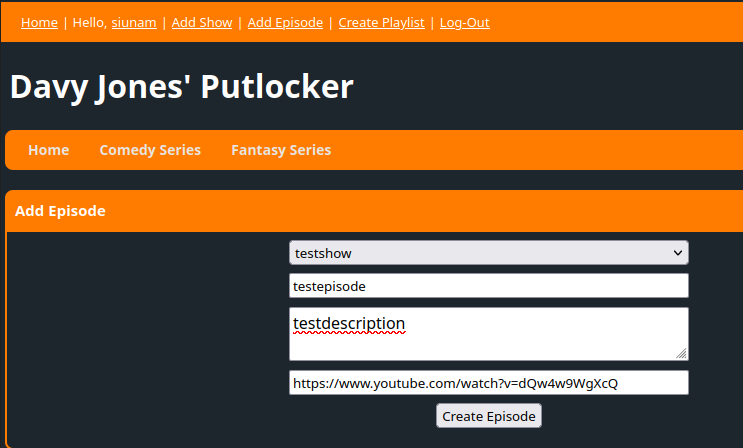 Home | Hello, siunam | Add Show | Add Episode | Create Playlist | Log-Out
Davy Jones' Putlocker
Home Comedy Series Fantasy Series
Add Episode
testshow
testepisode
testdescription
https://www.youtube.com/watch?v=dQw4w9WgXcQ
Create Episode